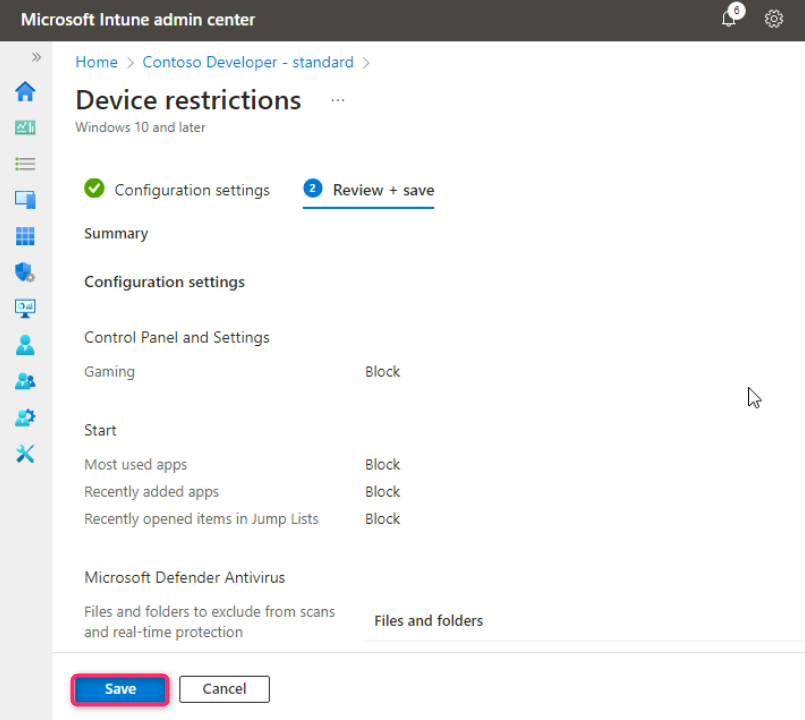 Microsoft Intune admin center
6
Home > Contoso Developer - standard >
Device restrictions ...
Windows 10 and later
Configuration settings
2 Review + save
Summary
Configuration settings
Control Panel and Settings
Gaming Block
Start
Most used apps Block
Recently added apps Block
Recently opened items in Jump Lists Block
Microsoft Defender Antivirus
Files and folders to exclude from scans
and real-time protection
Files and folders
Save Cancel